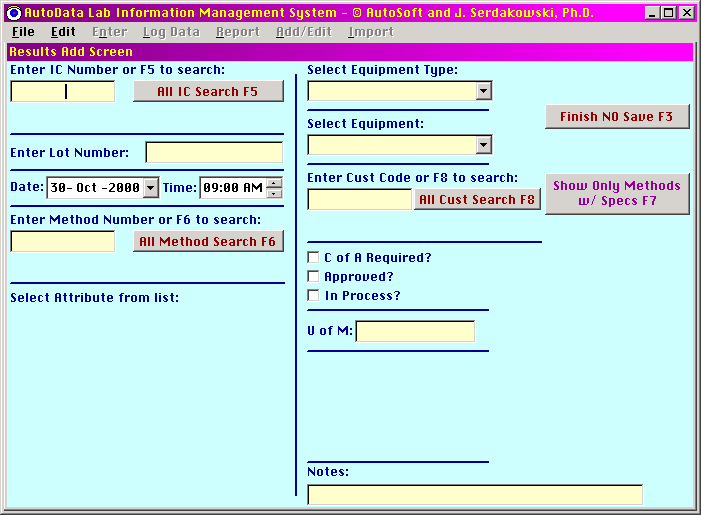 AutoData Lab Information Management System - © AutoSoft and J. Serdakowski, Ph.D.
File Edit Enter Log Data Report Add/Edit Import
Results Add Screen
Enter IC Number or F5 to search:
All IC Search F5
Enter Lot Number:
Date: 30- Oct -2000 Time: 09:00 AM
Enter Method Number or F6 to search:
All Method Search F6
Select Attribute from list:
Select Equipment Type:
Select Equipment:
Enter Cust Code or F8 to search:
All Cust Search F8
C of A Required?
Approved?
In Process?
U of M:
Notes:
Finish NO Save F3
Show Only Methods
w/ Specs F7